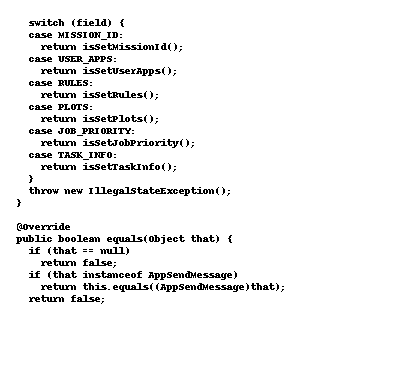 switch (field) {
case MISSION_ID:
return isSetMissionId();
case USER_APPS:
return isSetUserApps();
case RULES:
return isSetRules();
case PLOTS:
return isSetPlots();
case JOB_PRIORITY:
return isSetJobPriority();
case TASK_INFO:
return isSetTaskInfo();
}
throw new IllegalStateException();
}
@Override
public boolean equals(Object that) {
if (that == null)
return false;
if (that instanceof AppSendMessage)
return this.equals((AppSendMessage)that);
return false;